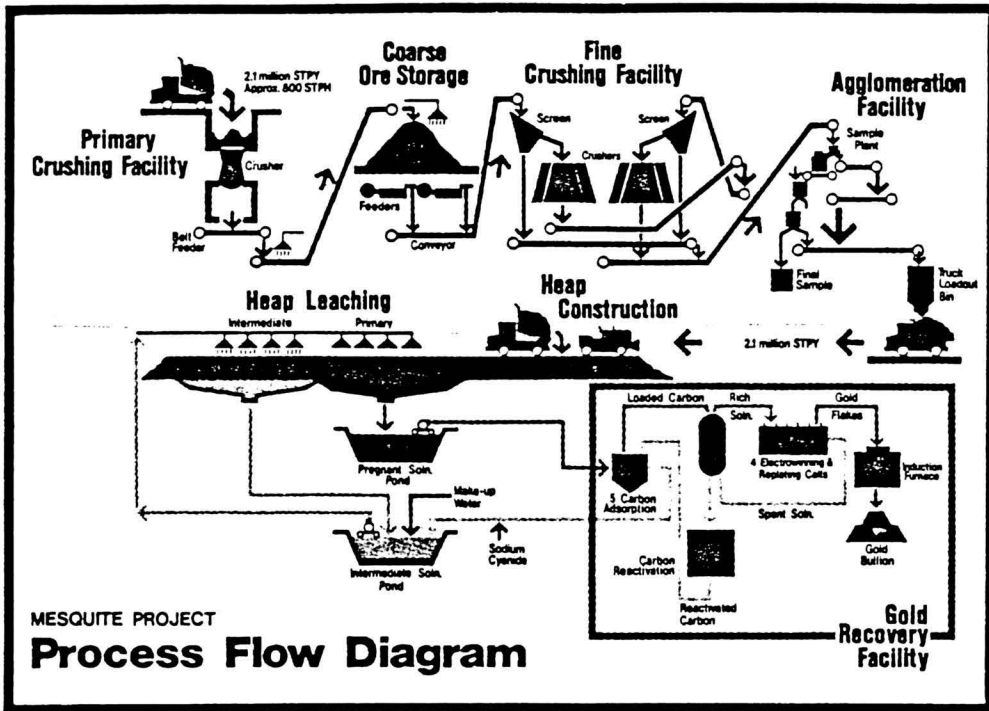 Primary
Crushing Facility
2.1 million STPY
Approx. 800 STPH
Crusher
Belt
Feeder
Coarse
Ore Storage
Feeders
Conveyor
Fine
Crushing Facility
Screen
Screen
Crushers
Agglomeration
Facility
Sample
Plant
Final
Sample
Truck
Loadout
Bin
Heap Leaching
Intermediate
Primary
Heap
Construction
2.1 million STPY
Pregnant Soln.
Pond
Make-up
Water
Intermediate Soln.
Pond
Sodium
Cyanide
Loaded Carbon
Rich
Soln.
Gold
Flakes
5 Carbon
Adsorption
4 Electrowinning &
Replating Cells
Induction
Furnace
Spent Soln.
Carbon
Reactivation
Gold
Bullion
Reactivated
Carbon
Gold
Recovery
Facility
MESQUITE PROJECT
Process Flow Diagram